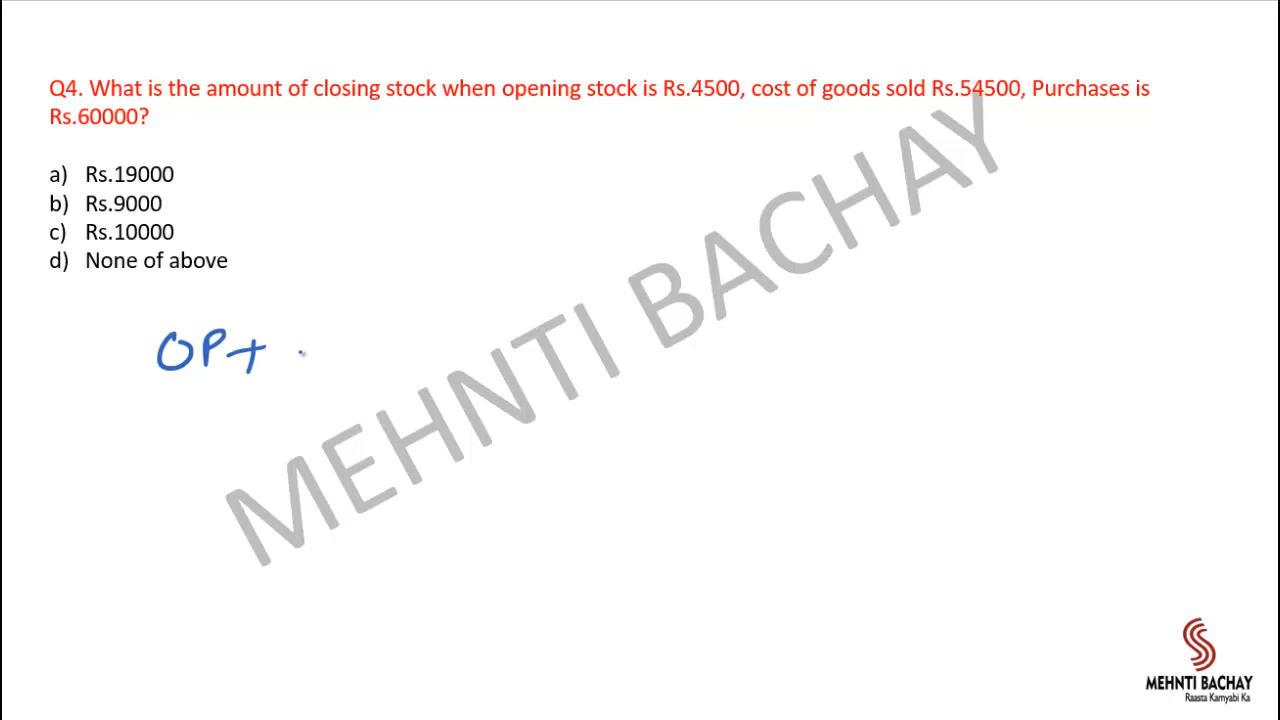 Q4. What is the amount of closing stock when opening stock is Rs.4500, cost of goods sold Rs.54500, Purchases is
Rs.60000?
a) Rs.19000
b) Rs.9000
c) Rs.10000
d) None of above
OP+
MEHNTI BACHAY
MEHNTI BACHAY
Raasta Kamyabi Ka